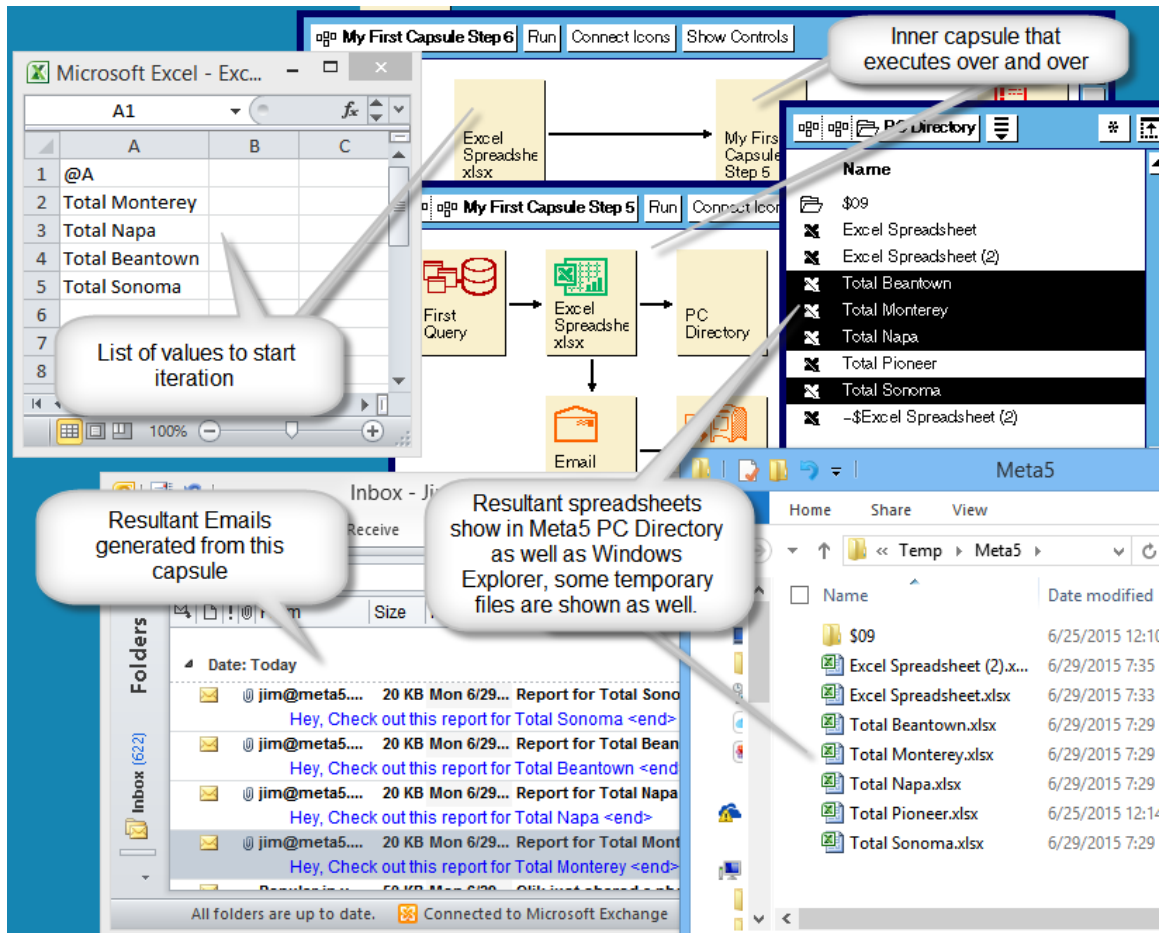 My First Capsule Step 6 Run Connect Icons Show Controls
Inner capsule that
executes over and over
Microsoft Excel - Exc...
A1
fx
A B C
1 @A
2 Total Monterey
3 Total Napa
4 Total Beantown
5 Total Sonoma
6
7
8
List of values to start
iteration
100%
Excel
Spreadshe
xlsx
My Firs
Capsule
Step 5
My First Capsule Step 5 Run Connect Icon
First
Query
Excel
Spreadshe
xlsx
PC
Directory
Email
PC Directory
Name
$09
Excel Spreadsheet
Excel Spreadsheet (2)
Total Beantown
Total Monterey
Total Napa
Total Pioneer
Total Sonoma
~$Excel Spreadsheet (2)
Inbox - Ji
Receive
Resultant Emails
generated from this
capsule
Resultant spreadsheets
show in Meta5 PC Directory
as well as Windows
Explorer, some temporary
files are shown as well.
Folders
Inbox (622)
Size
Date: Today
jim@meta5.... 20 KB Mon 6/29... Report for Total Sono
Hey, Check out this report for Total Sonoma <end>
jim@meta5.... 20 KB Mon 6/29... Report for Total Bean
Hey, Check out this report for Total Beantown <end
jim@meta5.... 20 KB Mon 6/29... Report for Total Napa
Hey, Check out this report for Total Napa <end>
jim@meta5.... 20 KB Mon 6/29... Report for Total Mont
Hey, Check out this report for Total Monterey <end>
All folders are up to date. Connected to Microsoft Exchange
Meta5
Home Share View
« Temp Meta5
Name Date modified
$09 6/25/2015 12:10
Excel Spreadsheet (2).x... 6/29/2015 7:35
Excel Spreadsheet.xlsx 6/29/2015 7:33
Total Beantown.xlsx 6/29/2015 7:29
Total Monterey.xlsx 6/29/2015 7:29
Total Napa.xlsx 6/29/2015 7:29
Total Pioneer.xlsx 6/25/2015 12:14
Total Sonoma.xlsx 6/29/2015 7:29